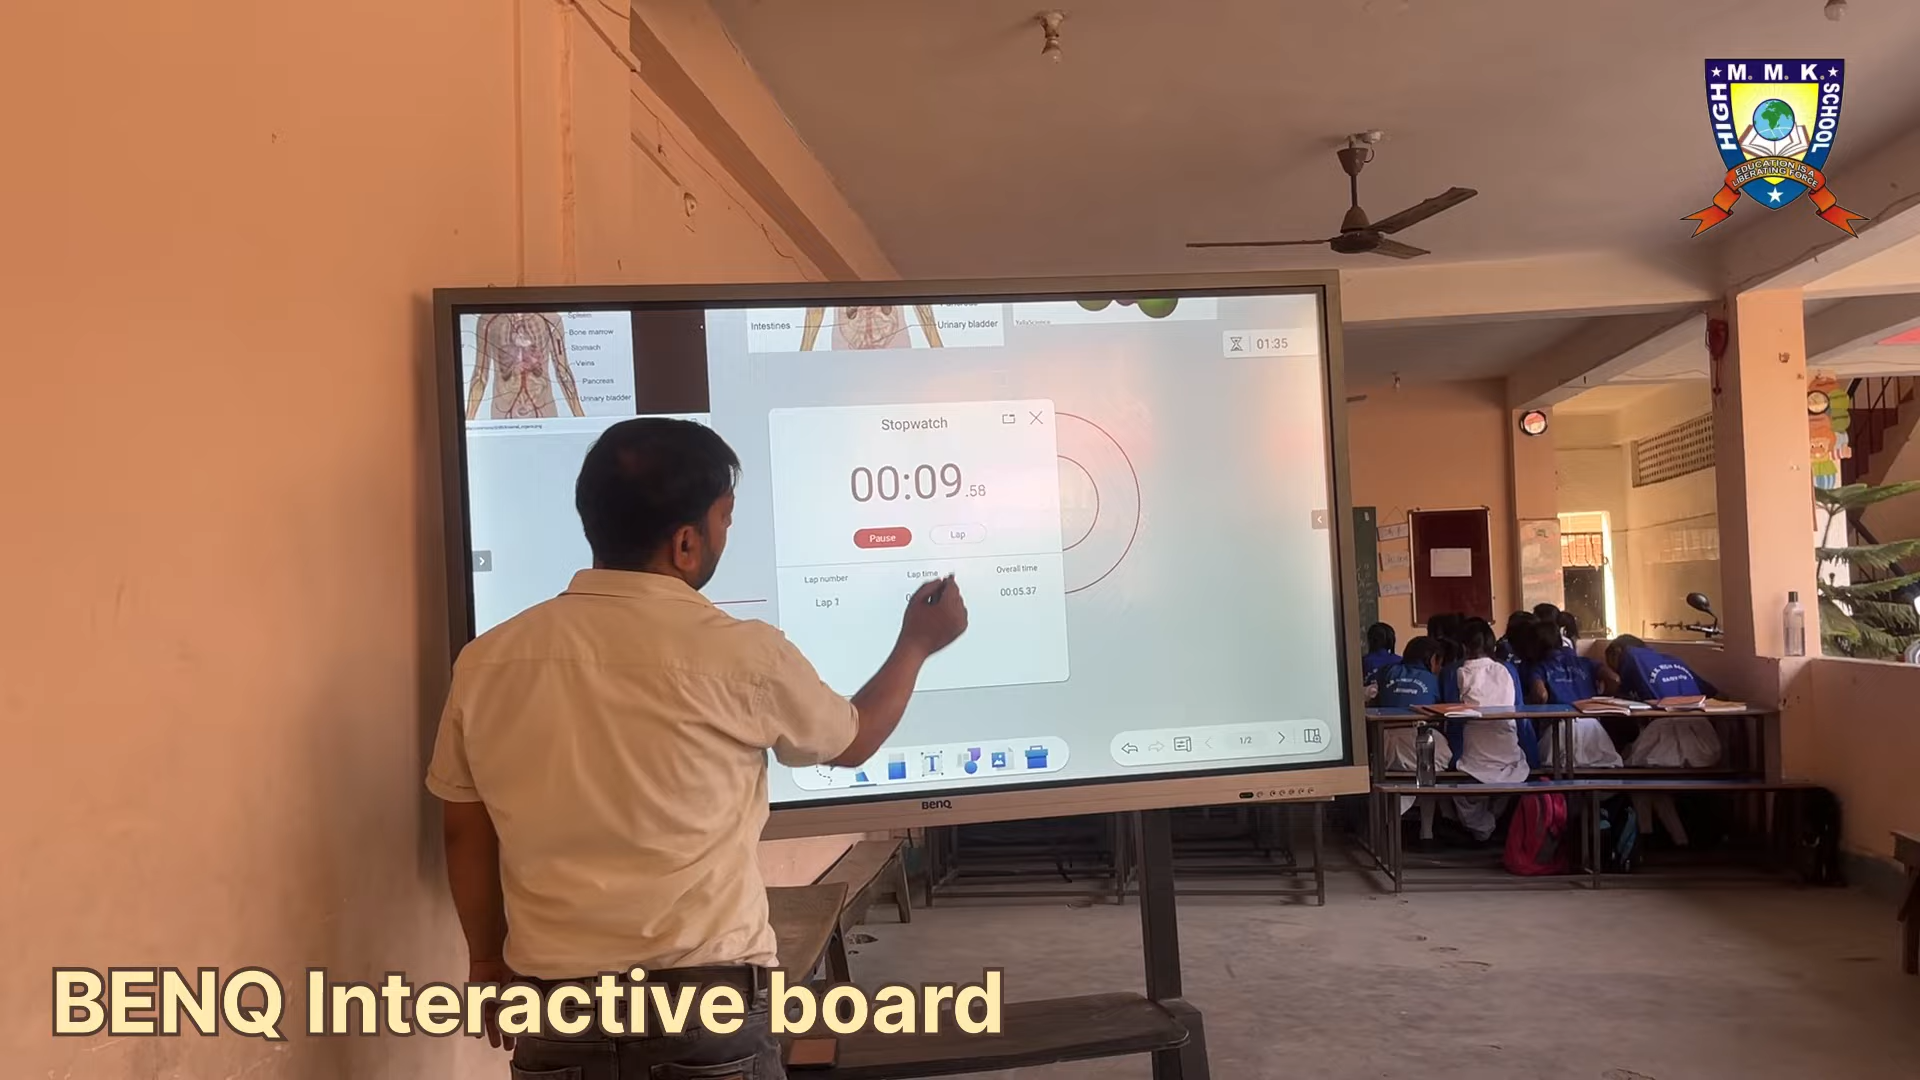 M. M. K.
HIGH SCHOOL
EDUCATION IS A
LIBERATING FORCE
Spleen
Bone marrow
Stomach
Veins
Pancreas
Urinary bladder
Intestines
Urinary bladder
01:35
Stopwatch
00:09.58
Pause
Lap
Lap number
Lap time
Overall time
Lap 1
00:05.37
T
1/2
BenQ
BENQ Interactive board